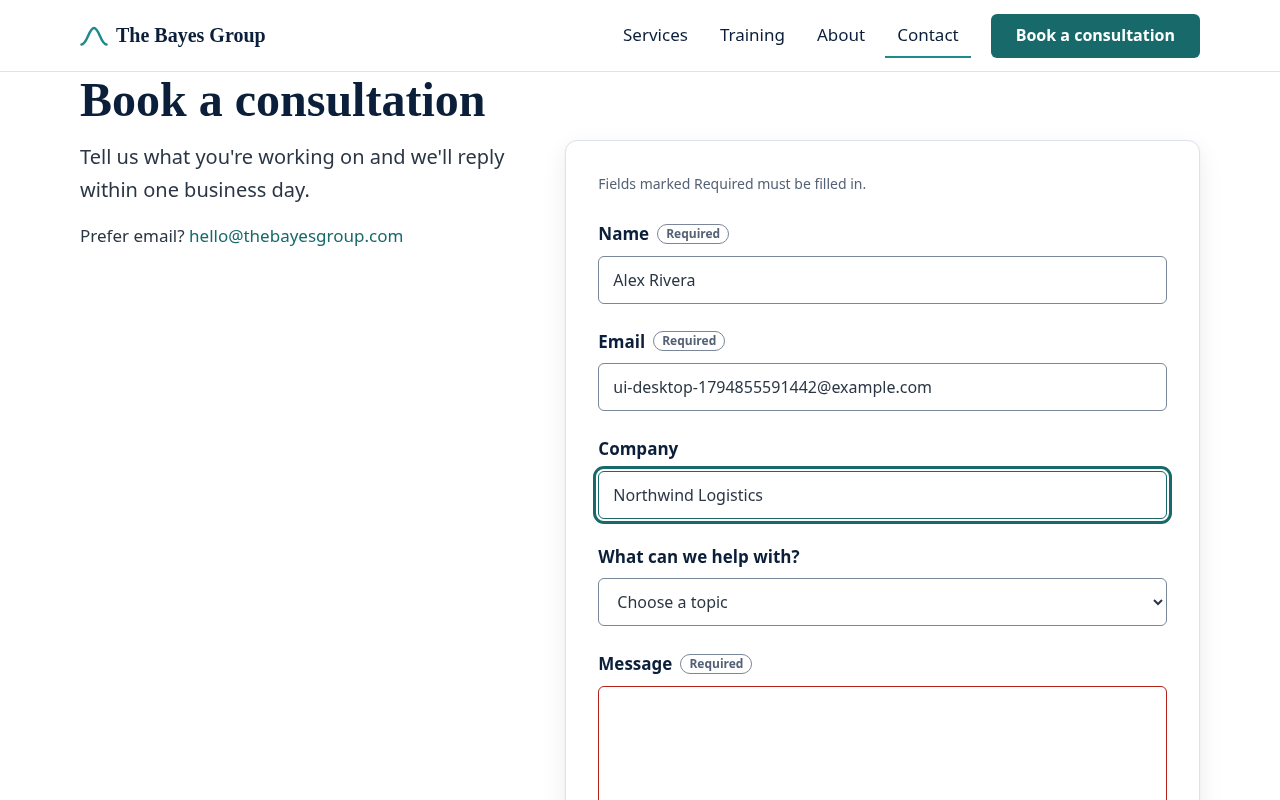 The Bayes Group
Services
Training
About
Contact
Book a consultation
Book a consultation
Tell us what you're working on and we'll reply
within one business day.
Prefer email? hello@thebayesgroup.com
Fields marked Required must be filled in.
Name Required
Alex Rivera
Email Required
ui-desktop-1794855591442@example.com
Company
Northwind Logistics
What can we help with?
Choose a topic
Message Required